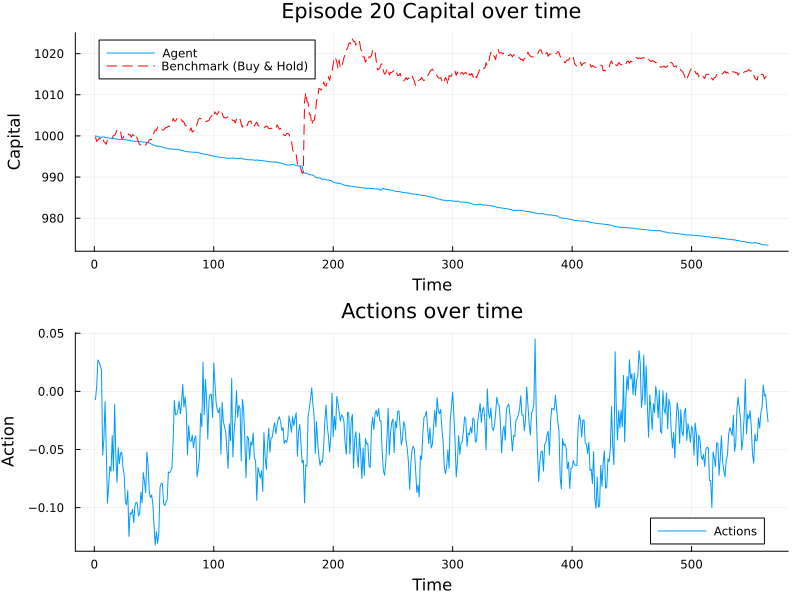 Episode 20 Capital over time
Agent
Benchmark (Buy & Hold)
Capital
1020
1010
1000
990
980
0 100 200 300 400 500
Time
Actions over time
Action
0.05
0.00
−0.05
−0.10
Actions
0 100 200 300 400 500
Time